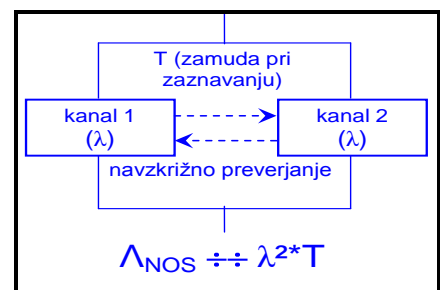 T (zamuda pri
zaznavanju)
kanal 1
(λ)
kanal 2
(λ)
navzkrižno preverjanje
ΛNOS ÷÷ λ²*T